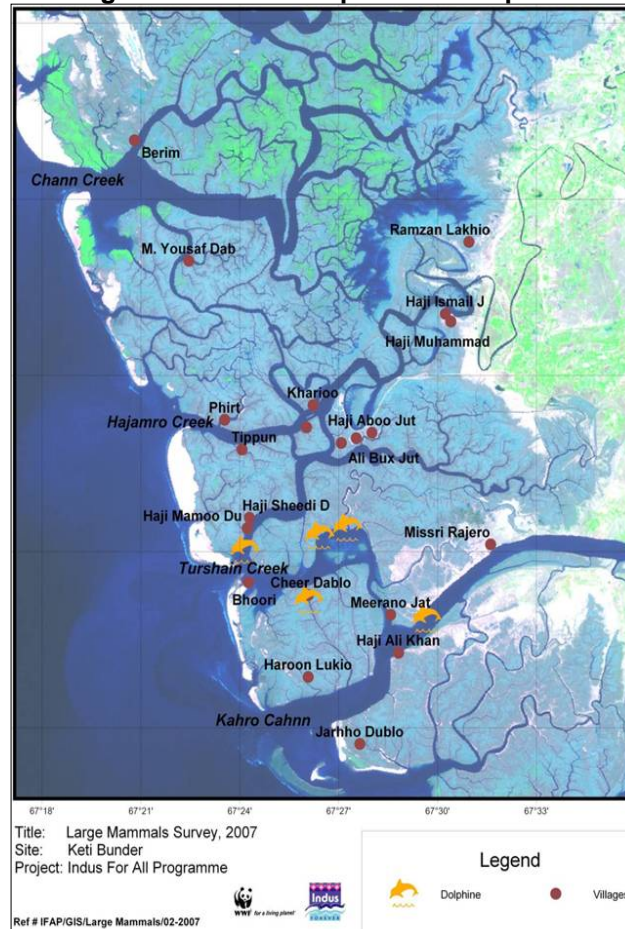 Berim
Chann Creek
Ramzan Lakhio
M. Yousaf Dab
Haji Ismail J
Haji Muhammad
Kharioo
Phirt
Hajamro Creek
Haji Aboo Jut
Tippun
Ali Bux Jut
Haji Sheedi D
Haji Mamoo Du
Missri Rajero
Turshain Creek
Cheer Dablo
Bhoori
Meerano Jat
Haji Ali Khan
Haroon Lukio
Kahro Cahnn
Jarhho Dublo
67°18' 67°21' 67°24' 67°27' 67°30' 67°33'
Title: Large Mammals Survey, 2007
Site: Keti Bunder
Project: Indus For All Programme
Legend
Dolphine Villages
WWF for a living planet
Indus
FOREVER
Ref # IFAP/GIS/Large Mammals/02-2007